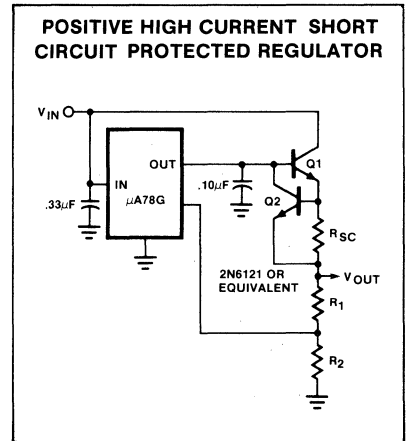 POSITIVE HIGH CURRENT SHORT
CIRCUIT PROTECTED REGULATOR
VIN
OUT
Q1
IN
.10µF
Q2
.33µF
µA78G
RSC
2N6121 OR
EQUIVALENT
VOUT
R1
R2